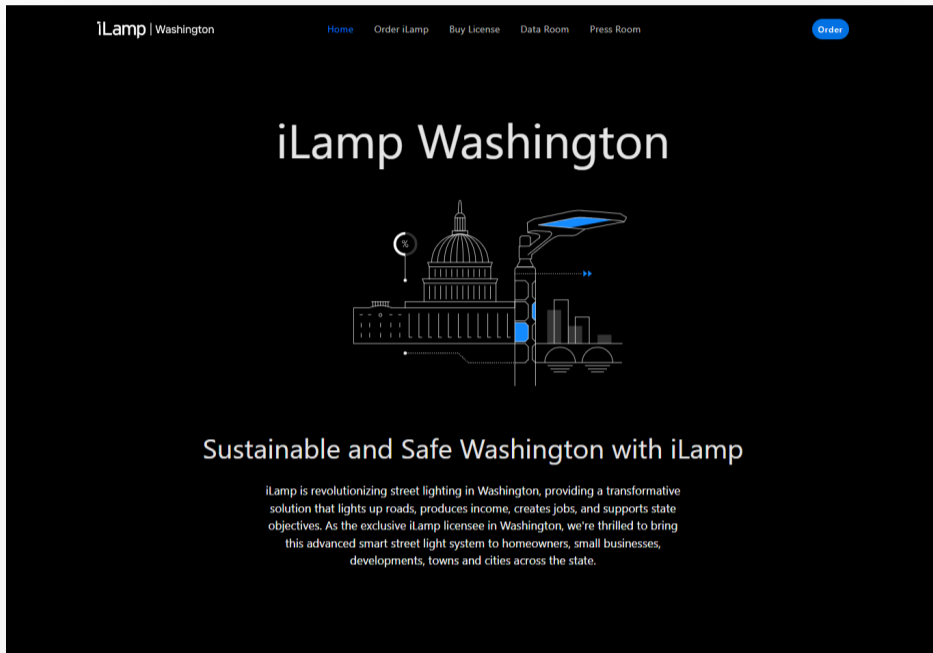 iLamp | Washington
Home
Order iLamp
Buy License
Data Room
Press Room
Order
iLamp Washington
%
Sustainable and Safe Washington with iLamp
iLamp is revolutionizing street lighting in Washington, providing a transformative
solution that lights up roads, produces income, creates jobs, and supports state
objectives. As the exclusive iLamp licensee in Washington, we're thrilled to bring
this advanced smart street light system to homeowners, small businesses,
developments, towns and cities across the state.